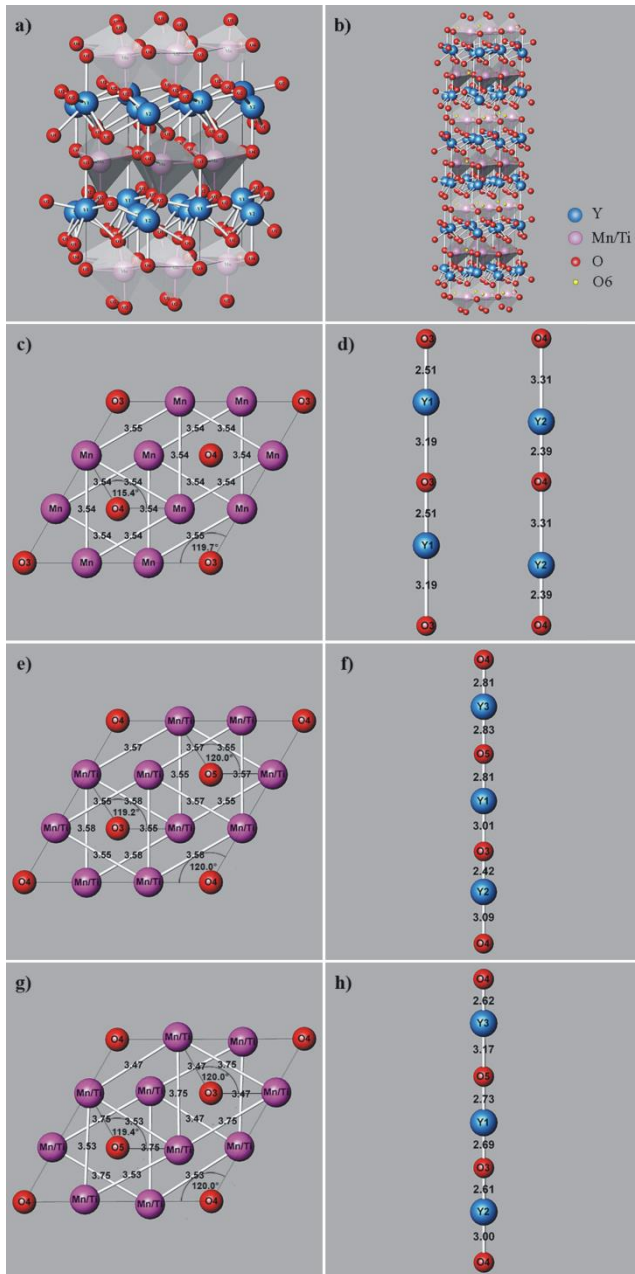 a)
b)
Y
Mn/Ti
O
O6
c)
O3 Mn Mn O3
3.55 3.54 3.54
Mn Mn 3.54 O4 3.54 Mn
3.54 3.54 3.54 3.54
115.4°
Mn 3.54 O4 3.54 Mn Mn
3.54 3.54 3.55
119.7°
O3 Mn Mn O3
d)
O3 O4
2.51 3.31
Y1 Y2
3.19 2.39
O3 O4
2.51 3.31
Y1 Y2
3.19 2.39
O3 O4
e)
O4 Mn/Ti Mn/Ti O4
3.57 3.57 3.55
120.0°
Mn/Ti Mn/Ti 3.55 O5 3.57 Mn/Ti
3.55 3.58 3.57 3.55
119.2°
Mn/Ti 3.58 O3 3.55 Mn/Ti Mn/Ti
3.55 3.58 3.58
120.0°
O4 Mn/Ti Mn/Ti O4
f)
O4
2.81
Y3
2.83
O5
2.81
Y1
3.01
O3
2.42
Y2
3.09
O4
g)
O4 Mn/Ti Mn/Ti O4
3.47 3.47 3.75
120.0°
Mn/Ti Mn/Ti 3.75 O3 3.47 Mn/Ti
3.75 3.53 3.47 3.75
119.4°
Mn/Ti 3.53 O5 3.75 Mn/Ti Mn/Ti
3.75 3.53 3.53
120.0°
O4 Mn/Ti Mn/Ti O4
h)
O4
2.62
Y3
3.17
O5
2.73
Y1
2.69
O3
2.61
Y2
3.00
O4